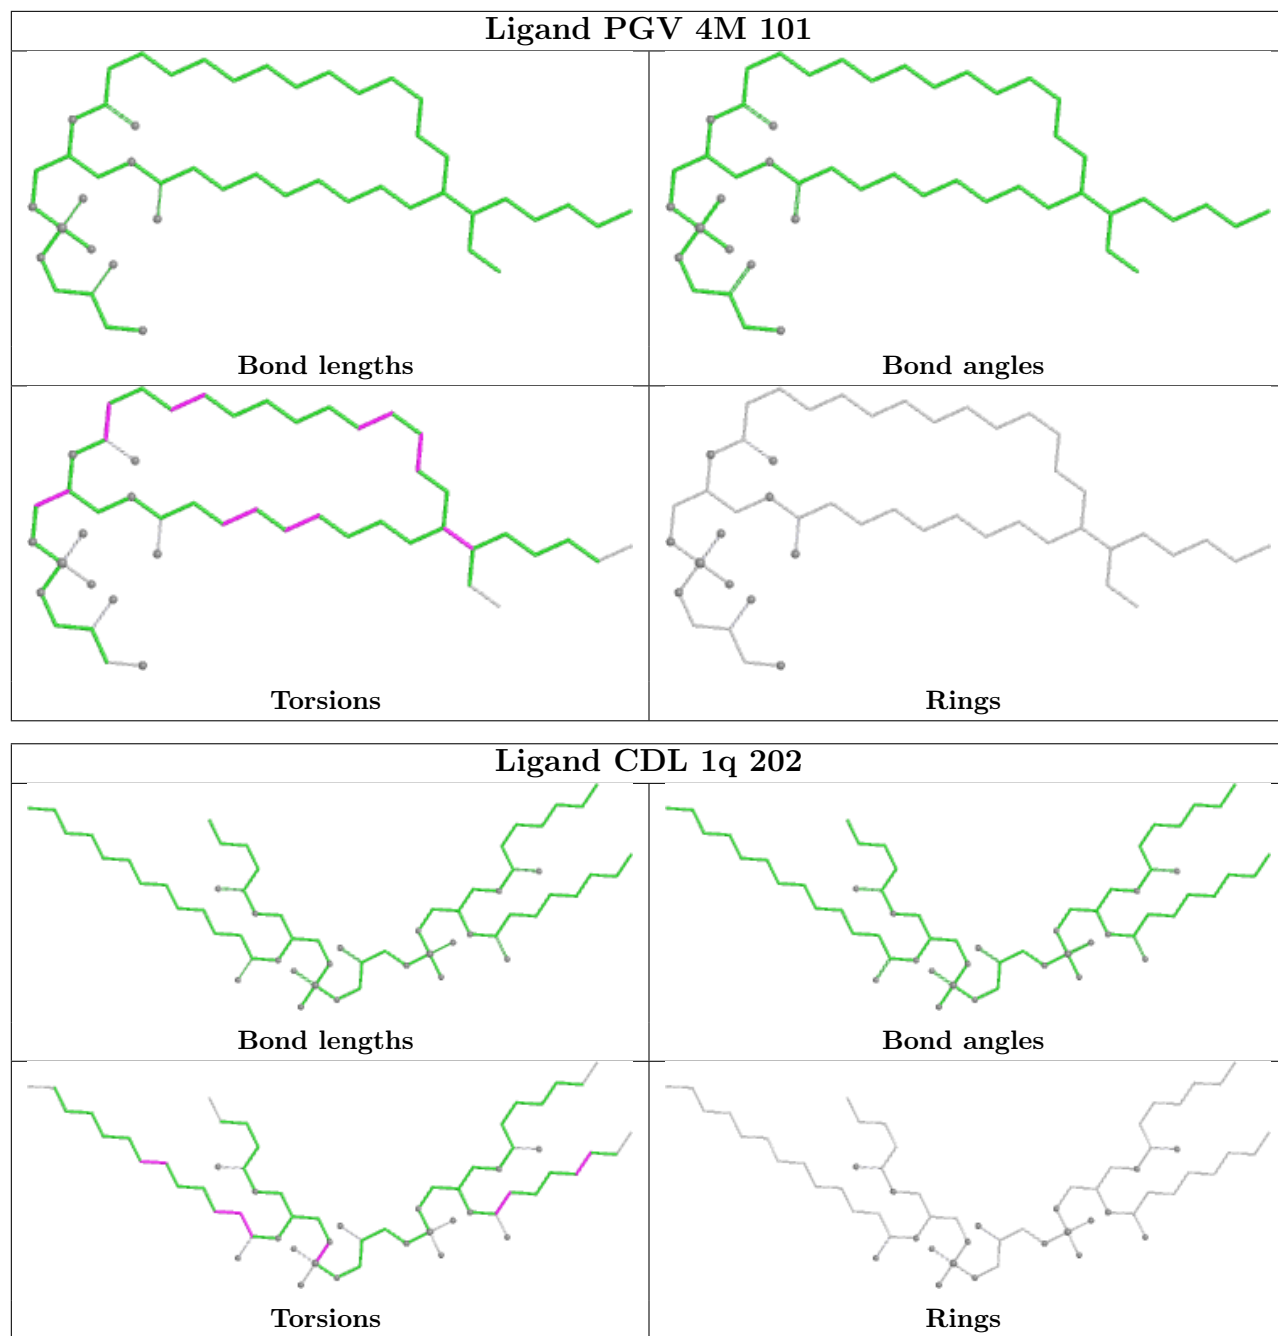 Ligand PGV 4M 101
Bond lengths
Bond angles
Torsions
Rings
Ligand CDL 1q 202
Bond lengths
Bond angles
Torsions
Rings